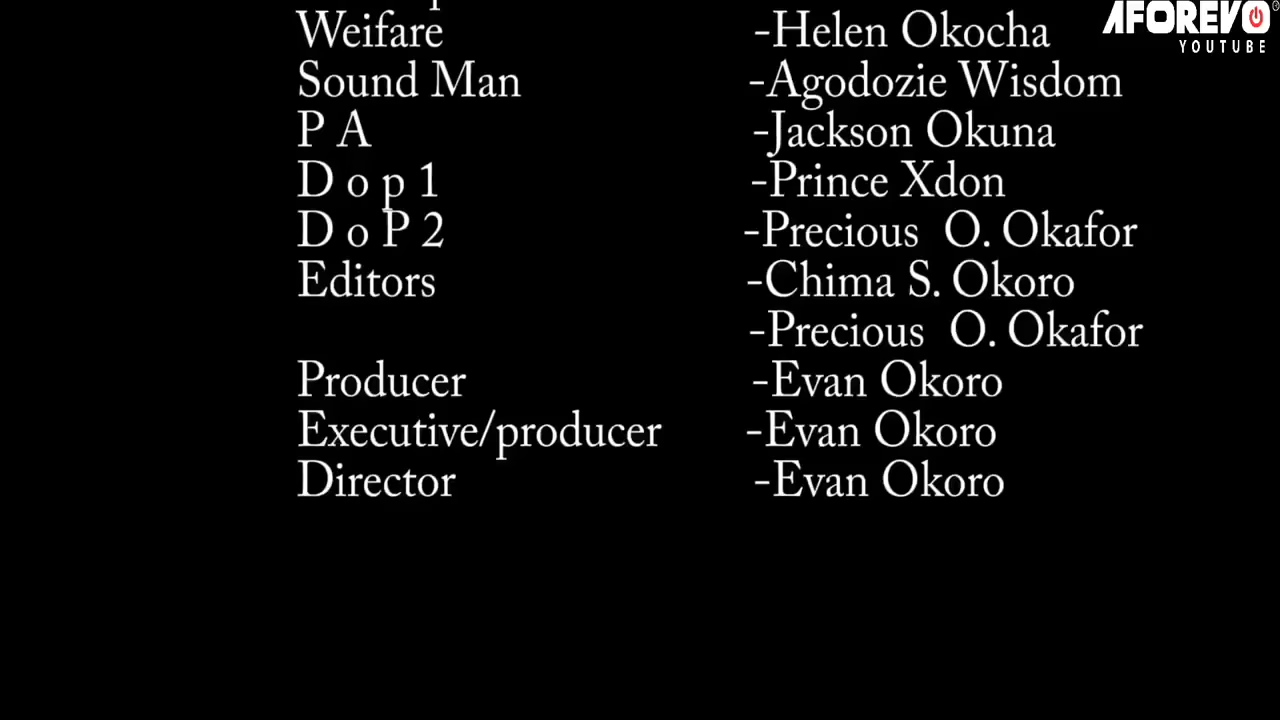 AFOREVO
YOUTUBE
Weifare -Helen Okocha
Sound Man -Agodozie Wisdom
P A -Jackson Okuna
D o p 1 -Prince Xdon
D o P 2 -Precious O. Okafor
Editors -Chima S. Okoro
-Precious O. Okafor
Producer -Evan Okoro
Executive/producer -Evan Okoro
Director -Evan Okoro